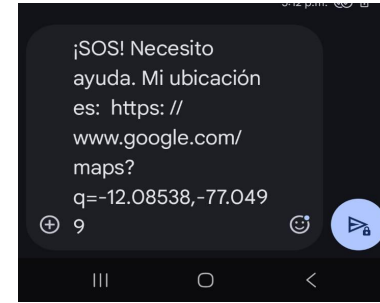 ¡SOS! Necesito
ayuda. Mi ubicación
es:  https: //
www.google.com/
maps?
q=-12.08538,-77.049
9